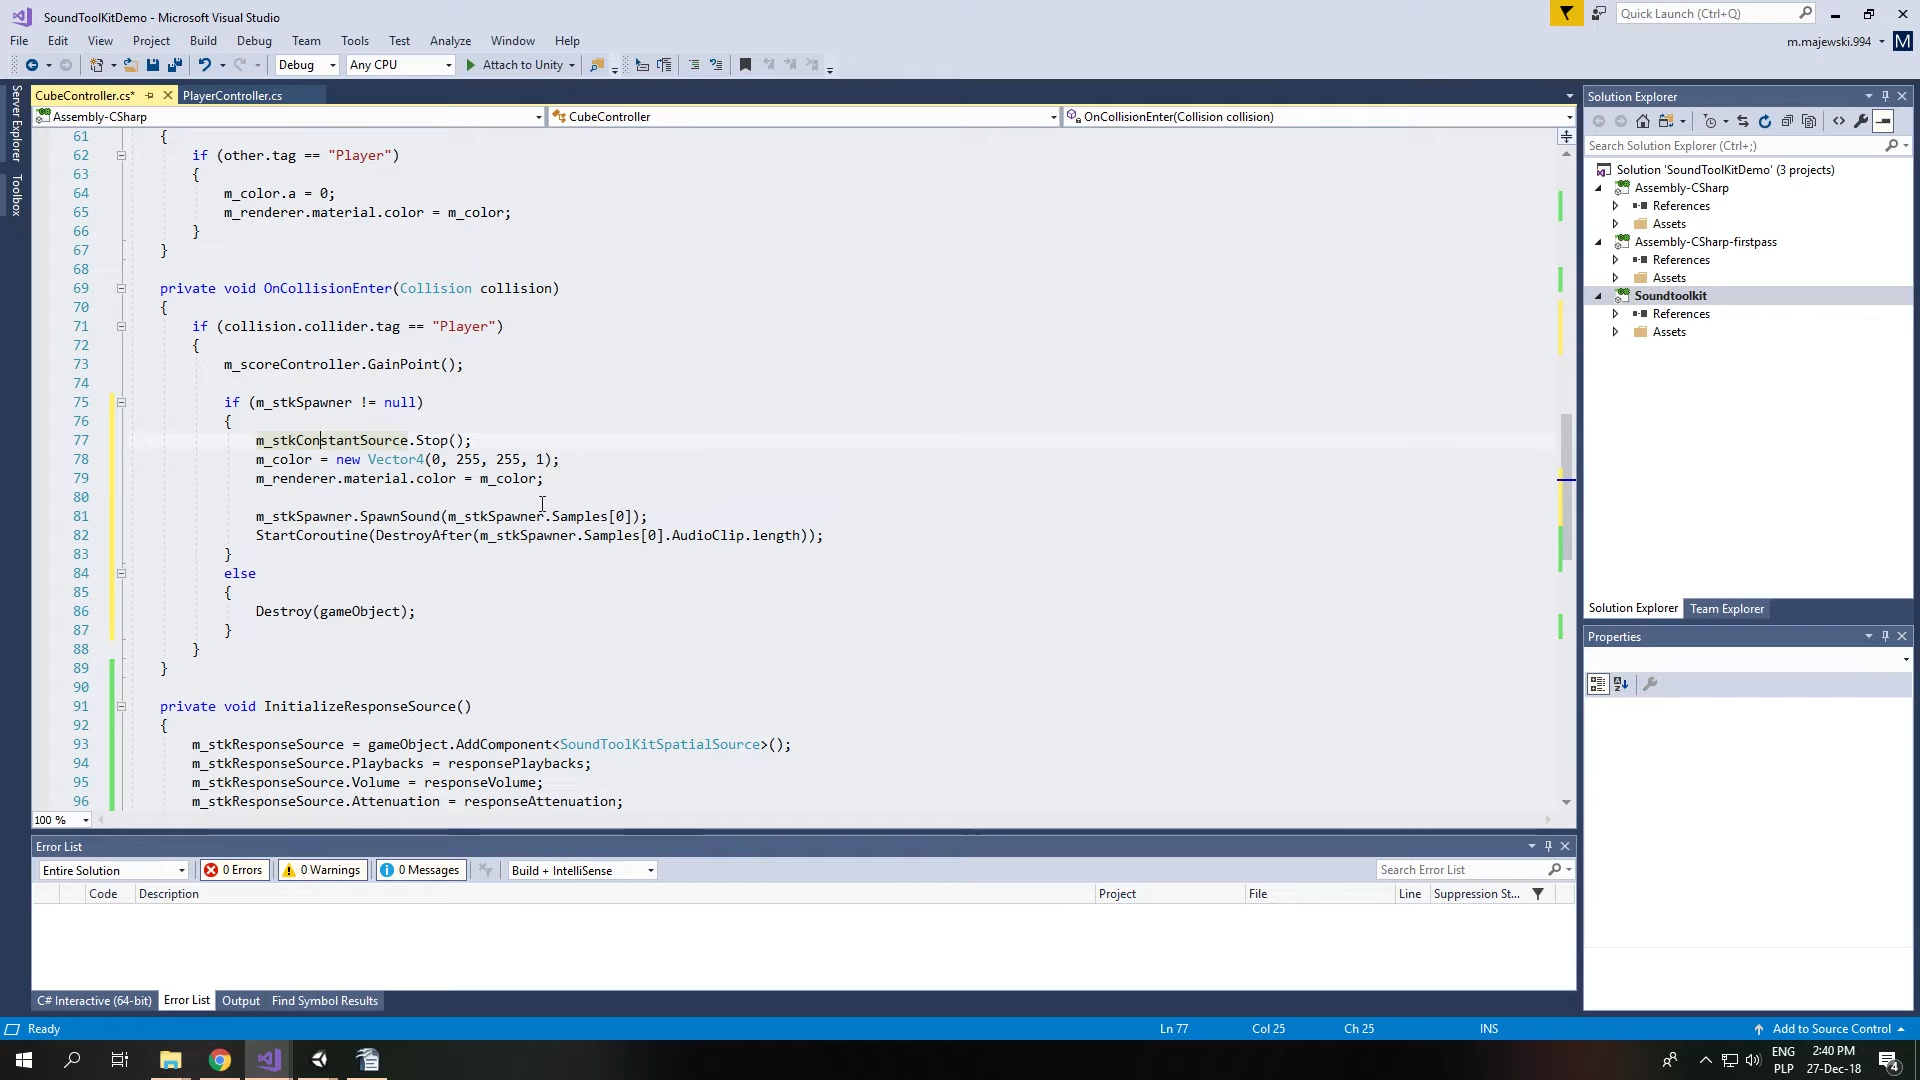 SoundToolKitDemo - Microsoft Visual Studio
Quick Launch (Ctrl+Q)
File Edit View Project Build Debug Team Tools Test Analyze Window Help
m.majewski.994 M
Debug Any CPU Attach to Unity
Server Explorer
Toolbox
CubeController.cs* PlayerController.cs
Assembly-CSharp CubeController OnCollisionEnter(Collision collision)
61 {
62 if (other.tag == "Player")
63 {
64 m_color.a = 0;
65 m_renderer.material.color = m_color;
66 }
67 }
68
69 private void OnCollisionEnter(Collision collision)
70 {
71 if (collision.collider.tag == "Player")
72 {
73 m_scoreController.GainPoint();
74
75 if (m_stkSpawner != null)
76 {
77 m_stkConstantSource.Stop();
78 m_color = new Vector4(0, 255, 255, 1);
79 m_renderer.material.color = m_color;
80
81 m_stkSpawner.SpawnSound(m_stkSpawner.Samples[0]);
82 StartCoroutine(DestroyAfter(m_stkSpawner.Samples[0].AudioClip.length));
83 }
84 else
85 {
86 Destroy(gameObject);
87 }
88 }
89 }
90
91 private void InitializeResponseSource()
92 {
93 m_stkResponseSource = gameObject.AddComponent<SoundToolKitSpatialSource>();
94 m_stkResponseSource.Playbacks = responsePlaybacks;
95 m_stkResponseSource.Volume = responseVolume;
96 m_stkResponseSource.Attenuation = responseAttenuation;
100 %
Solution Explorer
Search Solution Explorer (Ctrl+;)
Solution 'SoundToolKitDemo' (3 projects)
Assembly-CSharp
References
Assets
Assembly-CSharp-firstpass
References
Assets
Soundtoolkit
References
Assets
Solution Explorer Team Explorer
Properties
Error List
Entire Solution 0 Errors 0 Warnings 0 Messages Build + IntelliSense Search Error List
Code Description Project File Line Suppression St...
C# Interactive (64-bit) Error List Output Find Symbol Results
Ready Ln 77 Col 25 Ch 25 INS Add to Source Control
ENG 2:40 PM
PLP 27-Dec-18 4